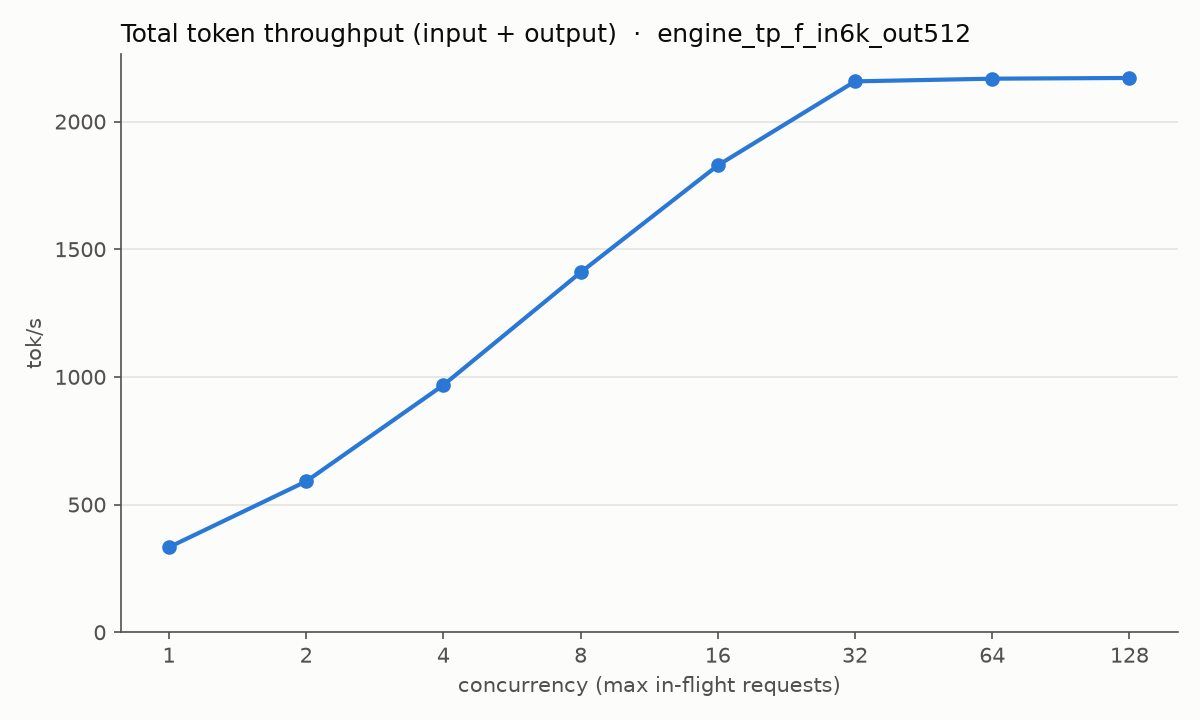 Total token throughput (input + output)  ·  engine_tp_f_in6k_out512
tok/s
2000
1500
1000
500
0
1 2 4 8 16 32 64 128
concurrency (max in-flight requests)